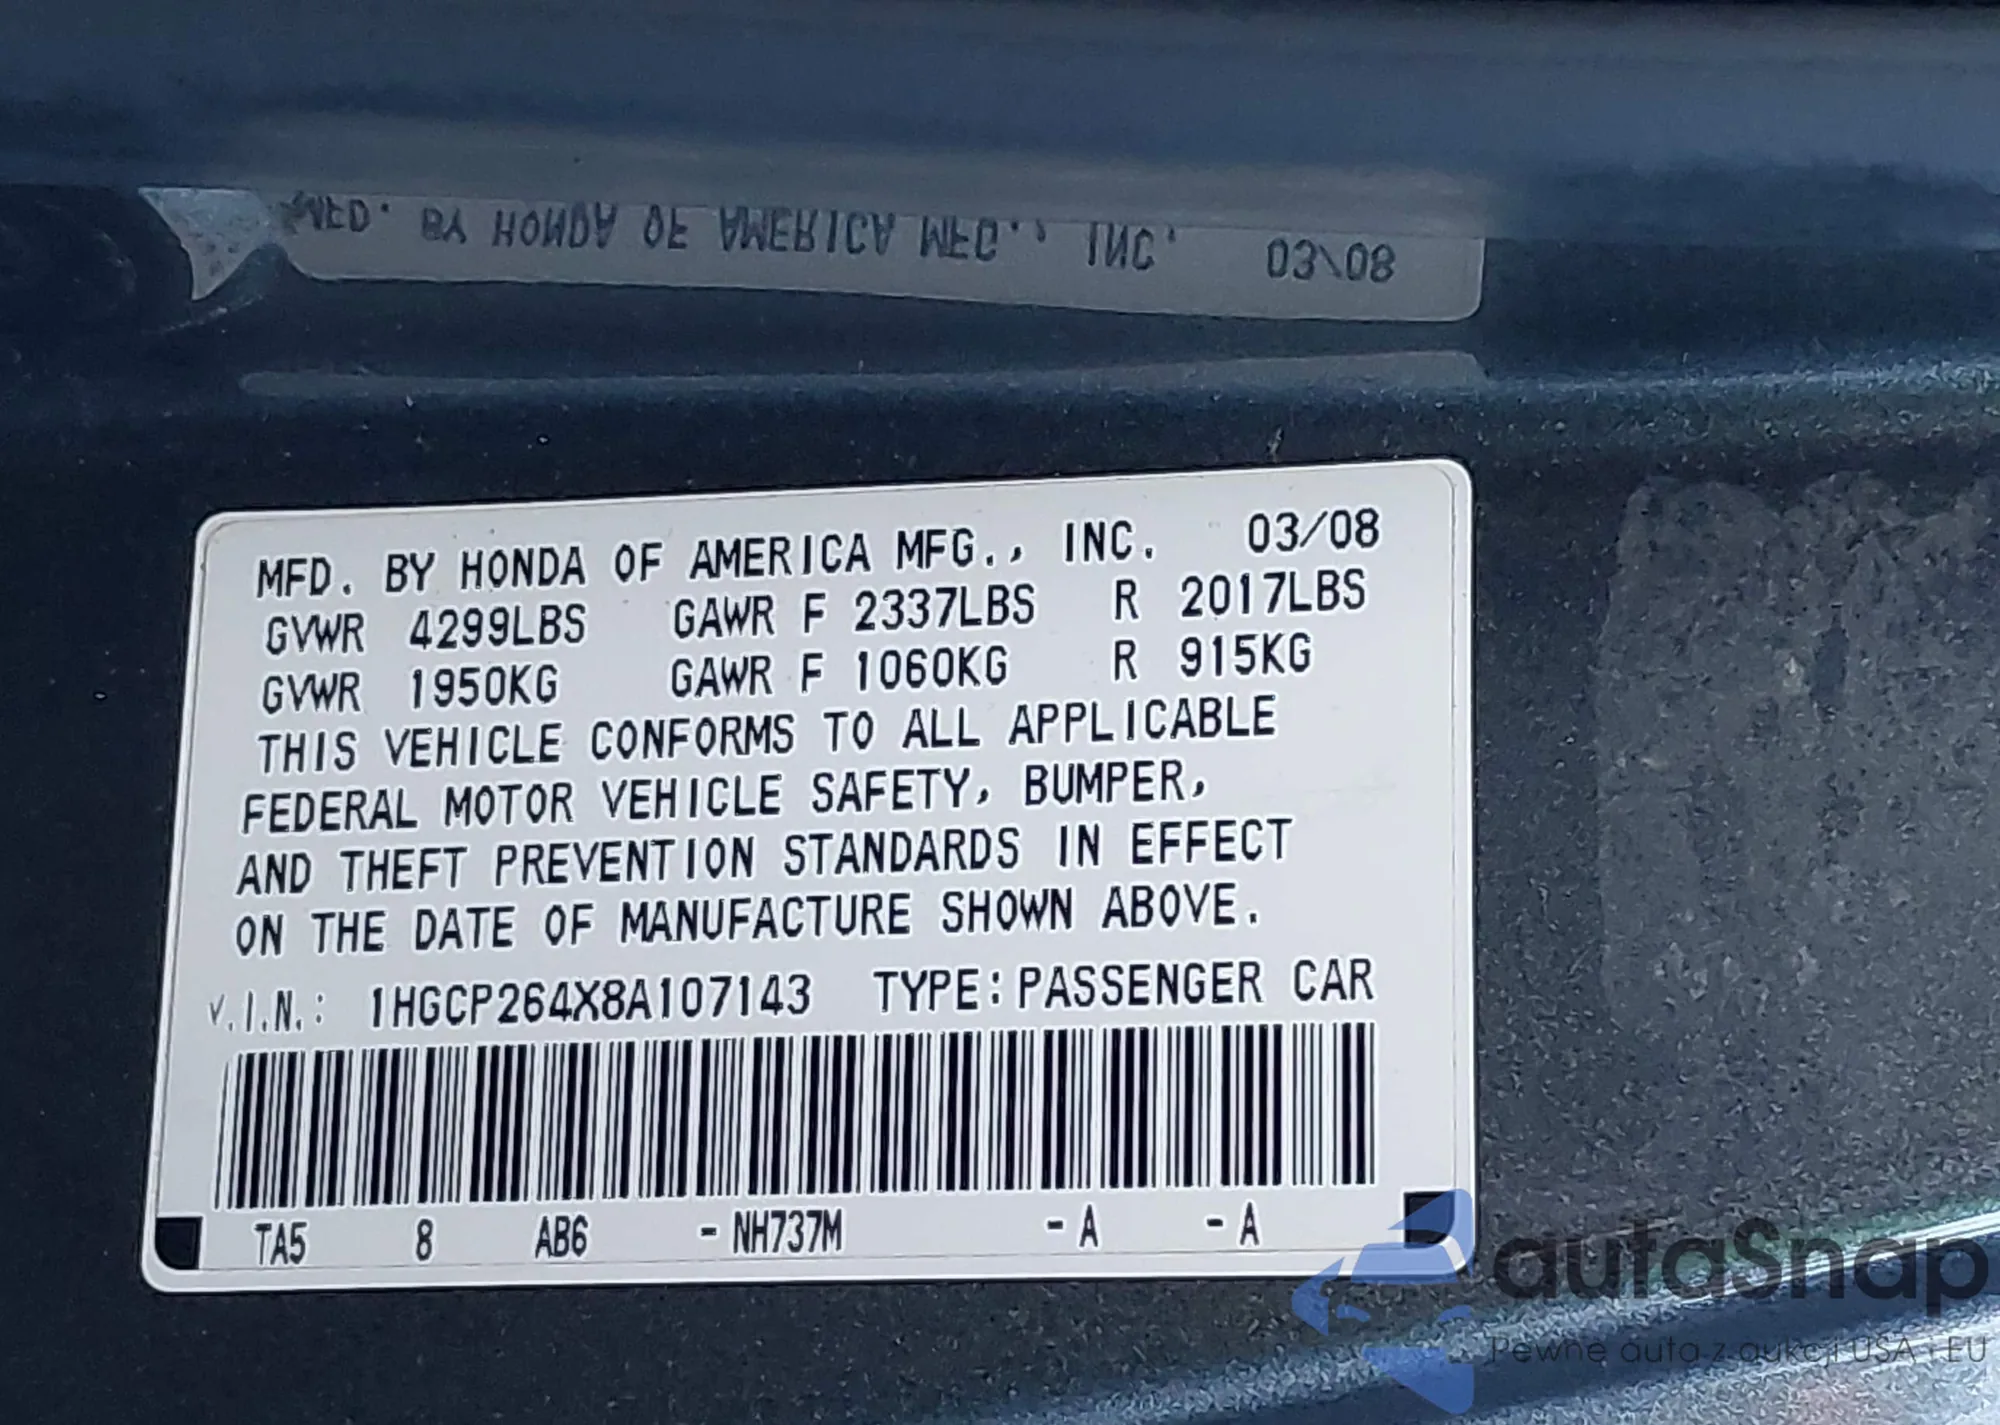 MFD. BY HONDA OF AMERICA MFG., INC. 03/08
MFD. BY HONDA OF AMERICA MFG., INC. 03/08
GVWR 4299LBS GAWR F 2337LBS R 2017LBS
GVWR 1950KG GAWR F 1060KG R 915KG
THIS VEHICLE CONFORMS TO ALL APPLICABLE
FEDERAL MOTOR VEHICLE SAFETY, BUMPER,
AND THEFT PREVENTION STANDARDS IN EFFECT
ON THE DATE OF MANUFACTURE SHOWN ABOVE.
V.I.N.: 1HGCP264X8A107143 TYPE: PASSENGER CAR
TA5 8 AB6 - NH737M - A - A
autaSnap
Pewne auta z aukcji USA i EU